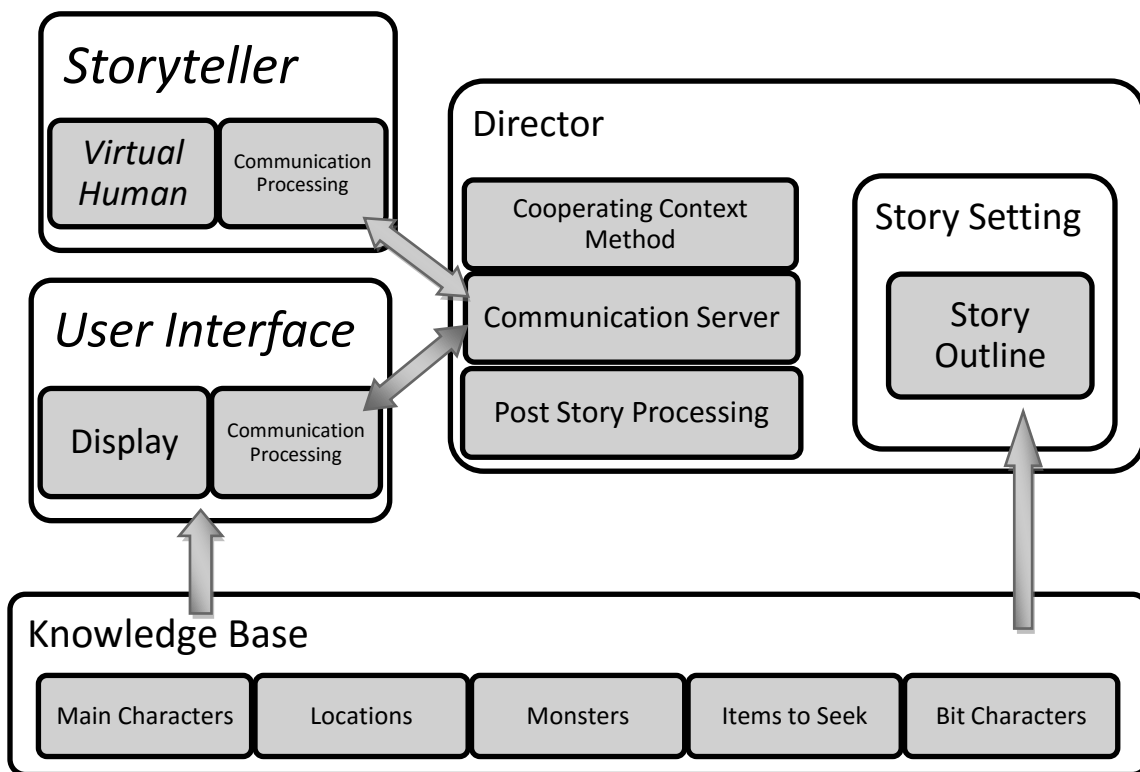 Storyteller
Virtual
Human
Communication
Processing
User Interface
Display
Communication
Processing
Director
Cooperating Context
Method
Communication Server
Post Story Processing
Story Setting
Story
Outline
Knowledge Base
Main Characters
Locations
Monsters
Items to Seek
Bit Characters